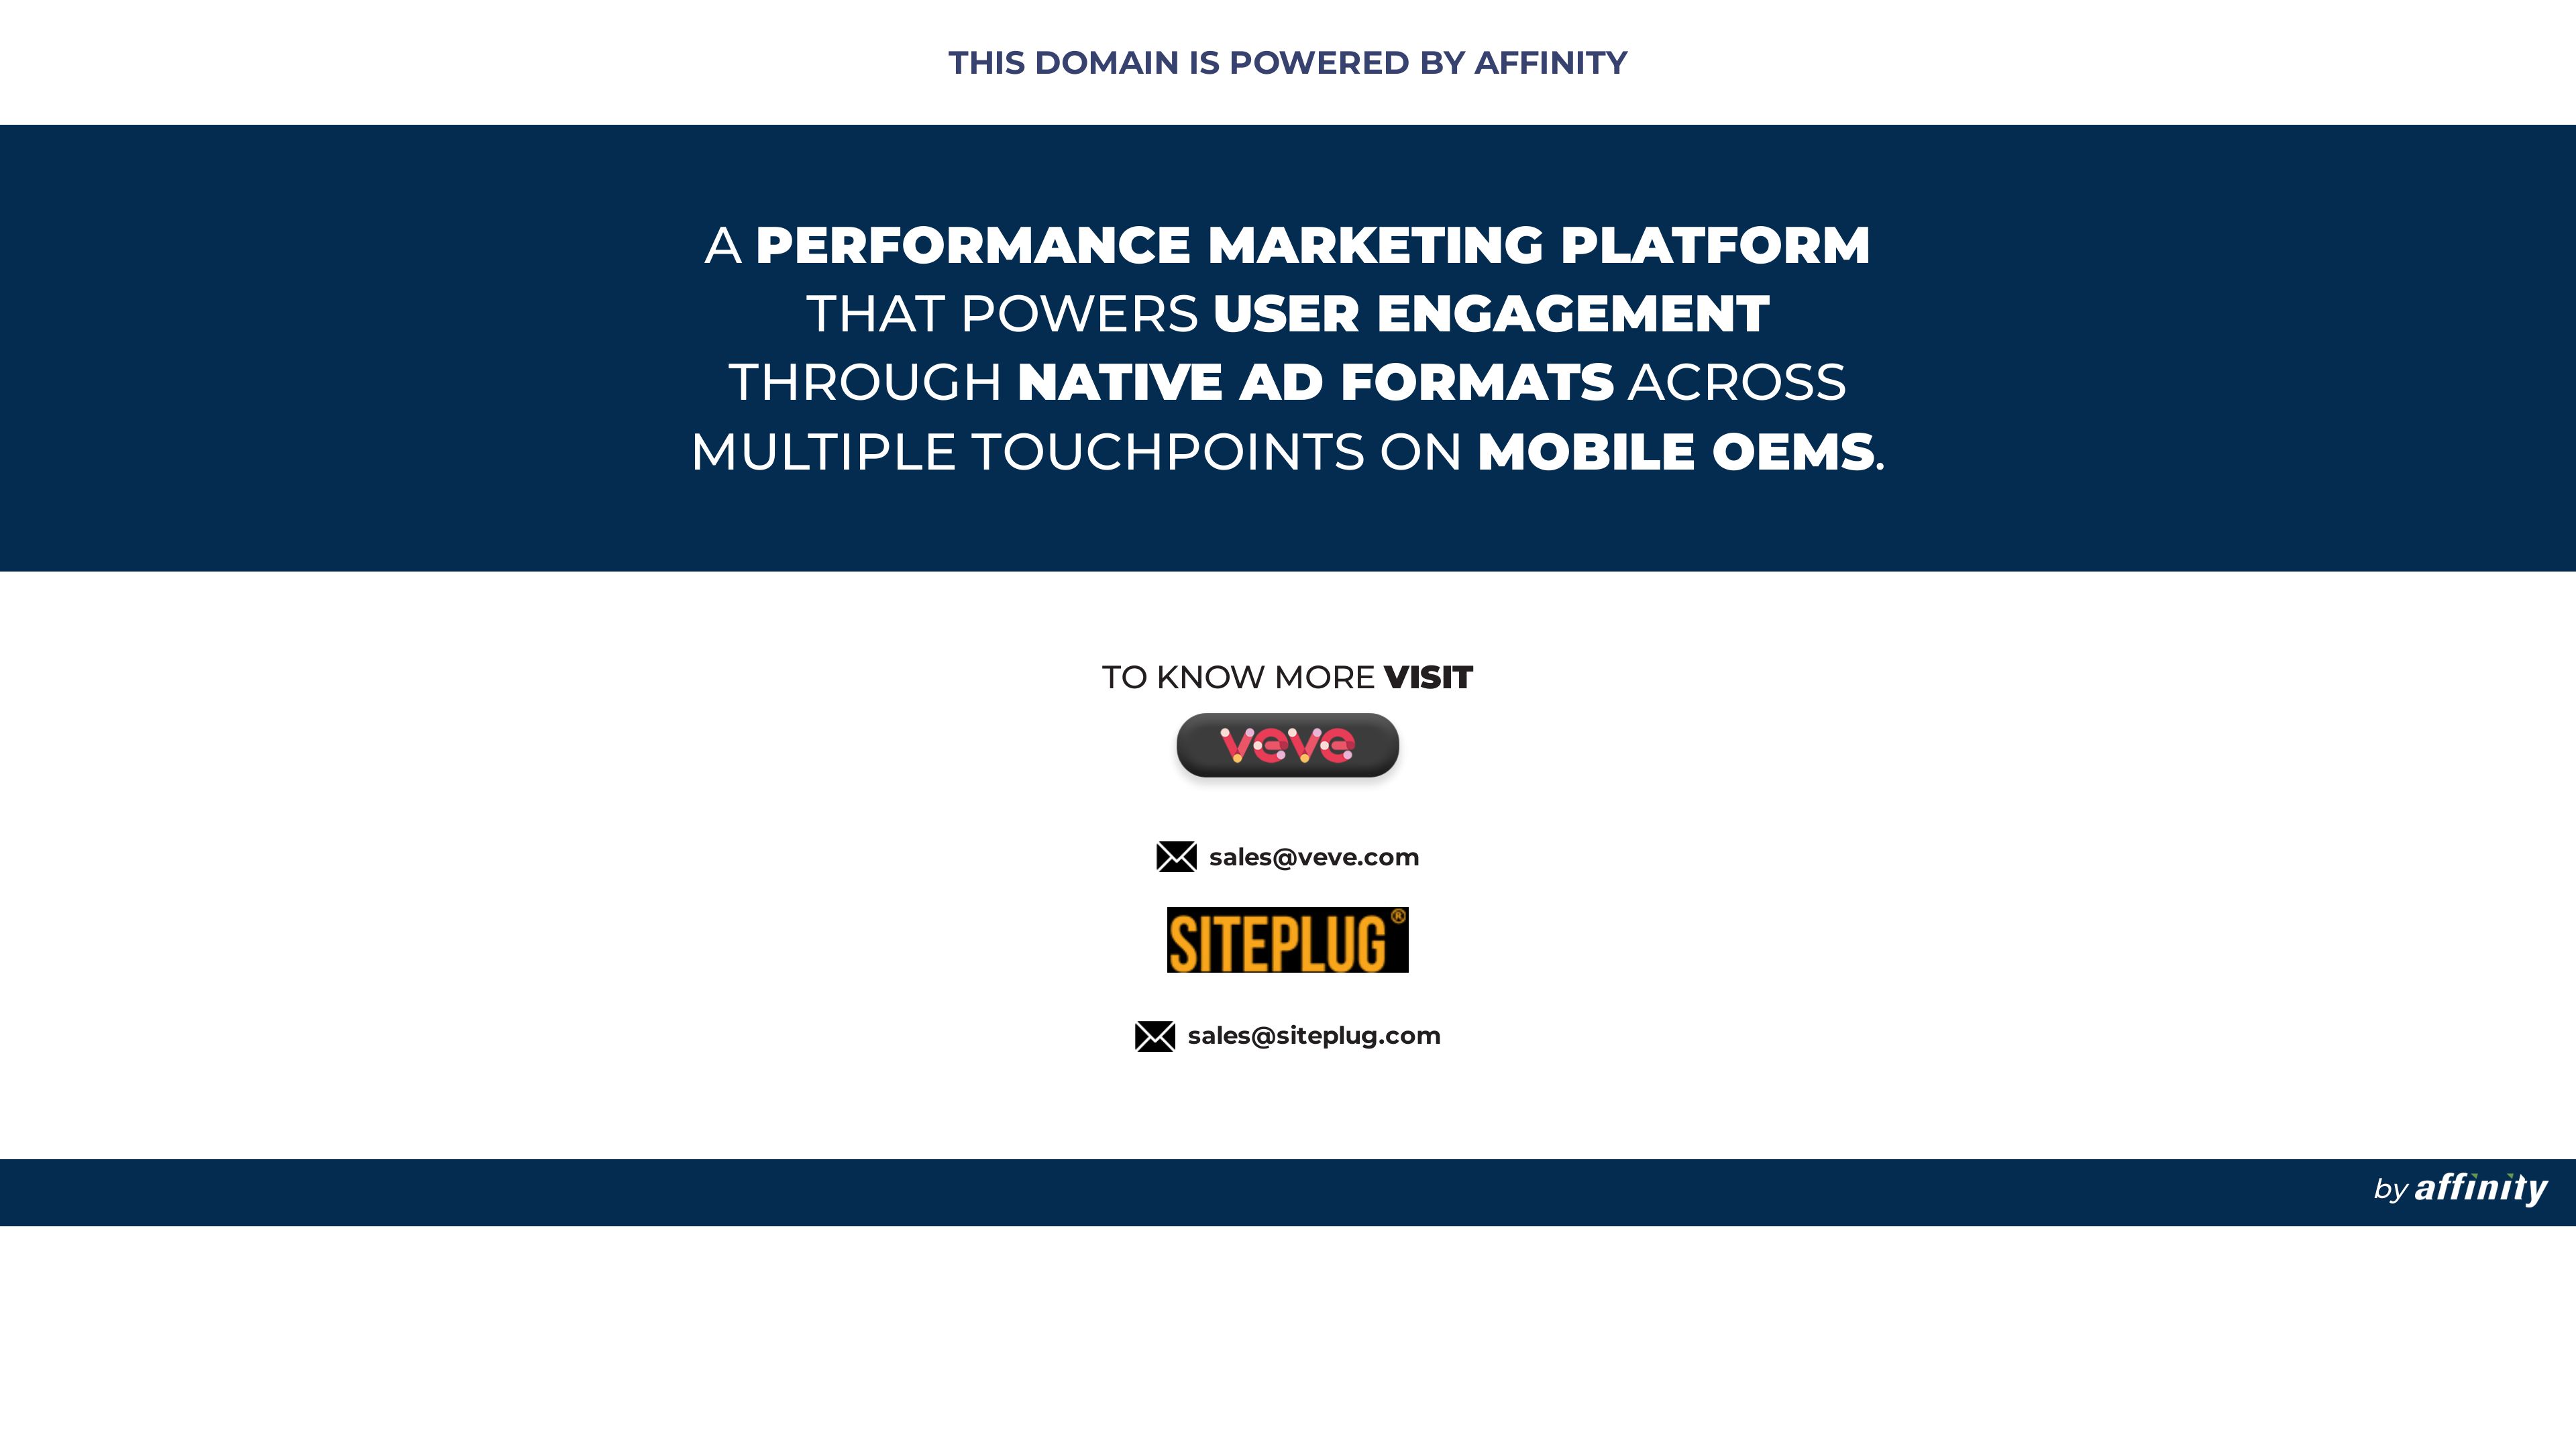 THIS DOMAIN IS POWERED BY AFFINITY
A PERFORMANCE MARKETING PLATFORM
THAT POWERS USER ENGAGEMENT
THROUGH NATIVE AD FORMATS ACROSS
MULTIPLE TOUCHPOINTS ON MOBILE OEMS.
TO KNOW MORE VISIT
veve
sales@veve.com
SITEPLUG®
sales@siteplug.com
by affinity